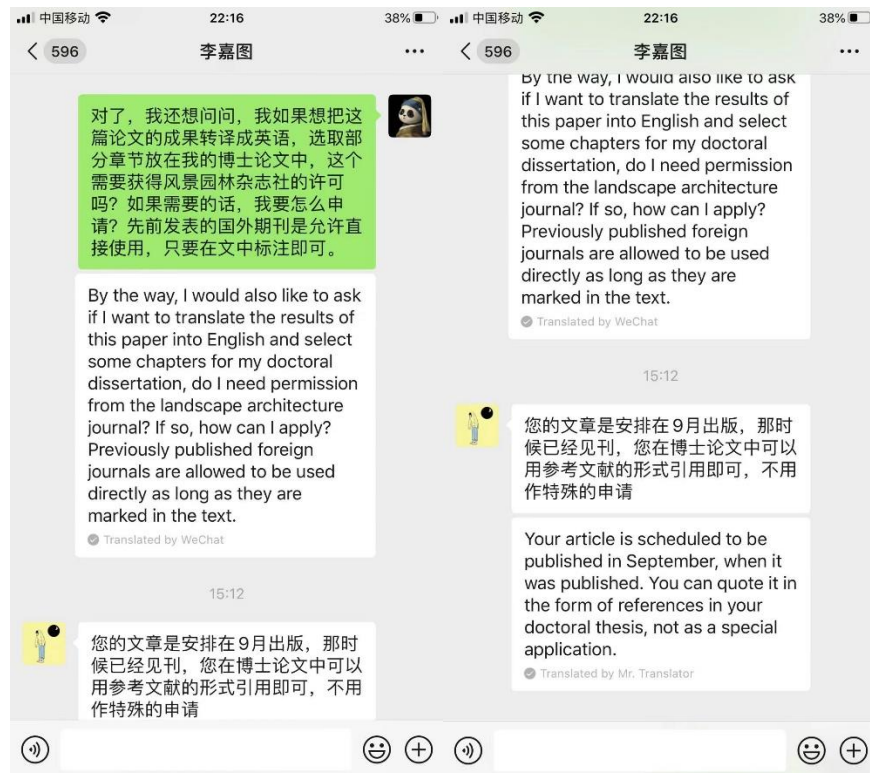 中国移动
22:16
38%
596
李嘉图
对了，我还想问问，我如果想把这
篇论文的成果转译成英语，选取部
分章节放在我的博士论文中，这个
需要获得风景园林杂志社的许可
吗？如果需要的话，我要怎么申
请？先前发表的国外期刊是允许直
接使用，只要在文中标注即可。
By the way, I would also like to ask
if I want to translate the results of
this paper into English and select
some chapters for my doctoral
dissertation, do I need permission
from the landscape architecture
journal? If so, how can I apply?
Previously published foreign
journals are allowed to be used
directly as long as they are
marked in the text.
Translated by WeChat
15:12
您的文章是安排在9月出版，那时
候已经见刊，您在博士论文中可以
用参考文献的形式引用即可，不用
作特殊的申请
中国移动
22:16
38%
596
李嘉图
By the way, I would also like to ask
if I want to translate the results of
this paper into English and select
some chapters for my doctoral
dissertation, do I need permission
from the landscape architecture
journal? If so, how can I apply?
Previously published foreign
journals are allowed to be used
directly as long as they are
marked in the text.
Translated by WeChat
15:12
您的文章是安排在9月出版，那时
候已经见刊，您在博士论文中可以
用参考文献的形式引用即可，不用
作特殊的申请
Your article is scheduled to be
published in September, when it
was published. You can quote it in
the form of references in your
doctoral thesis, not as a special
application.
Translated by Mr. Translator